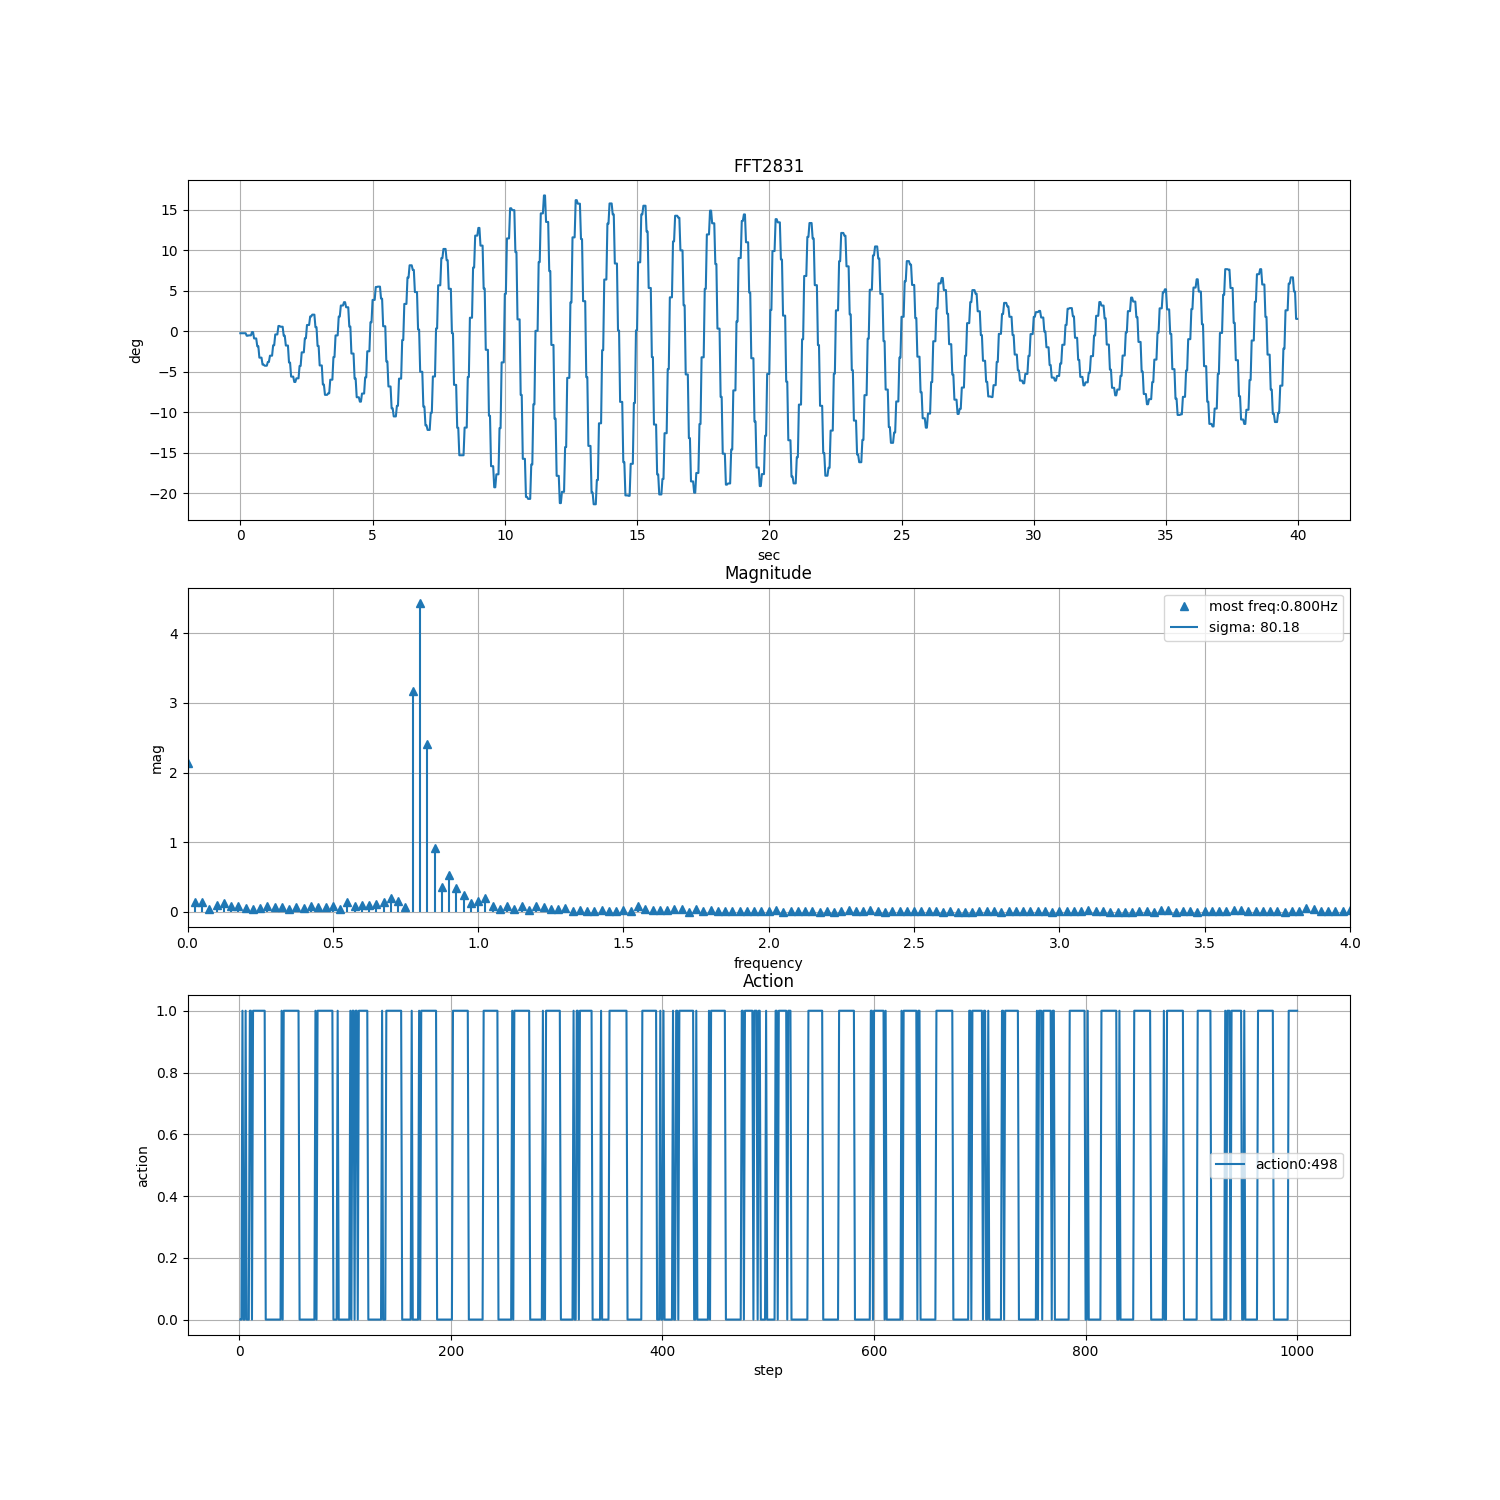 FFT2831
15
10
5
0
−5
−10
−15
−20
deg
0 5 10 15 20 25 30 35 40
sec
Magnitude
most freq:0.800Hz
sigma: 80.18
4
3
2
1
0
mag
0.0 0.5 1.0 1.5 2.0 2.5 3.0 3.5 4.0
frequency
Action
1.0
0.8
0.6
0.4
0.2
0.0
action
action0:498
0 200 400 600 800 1000
step